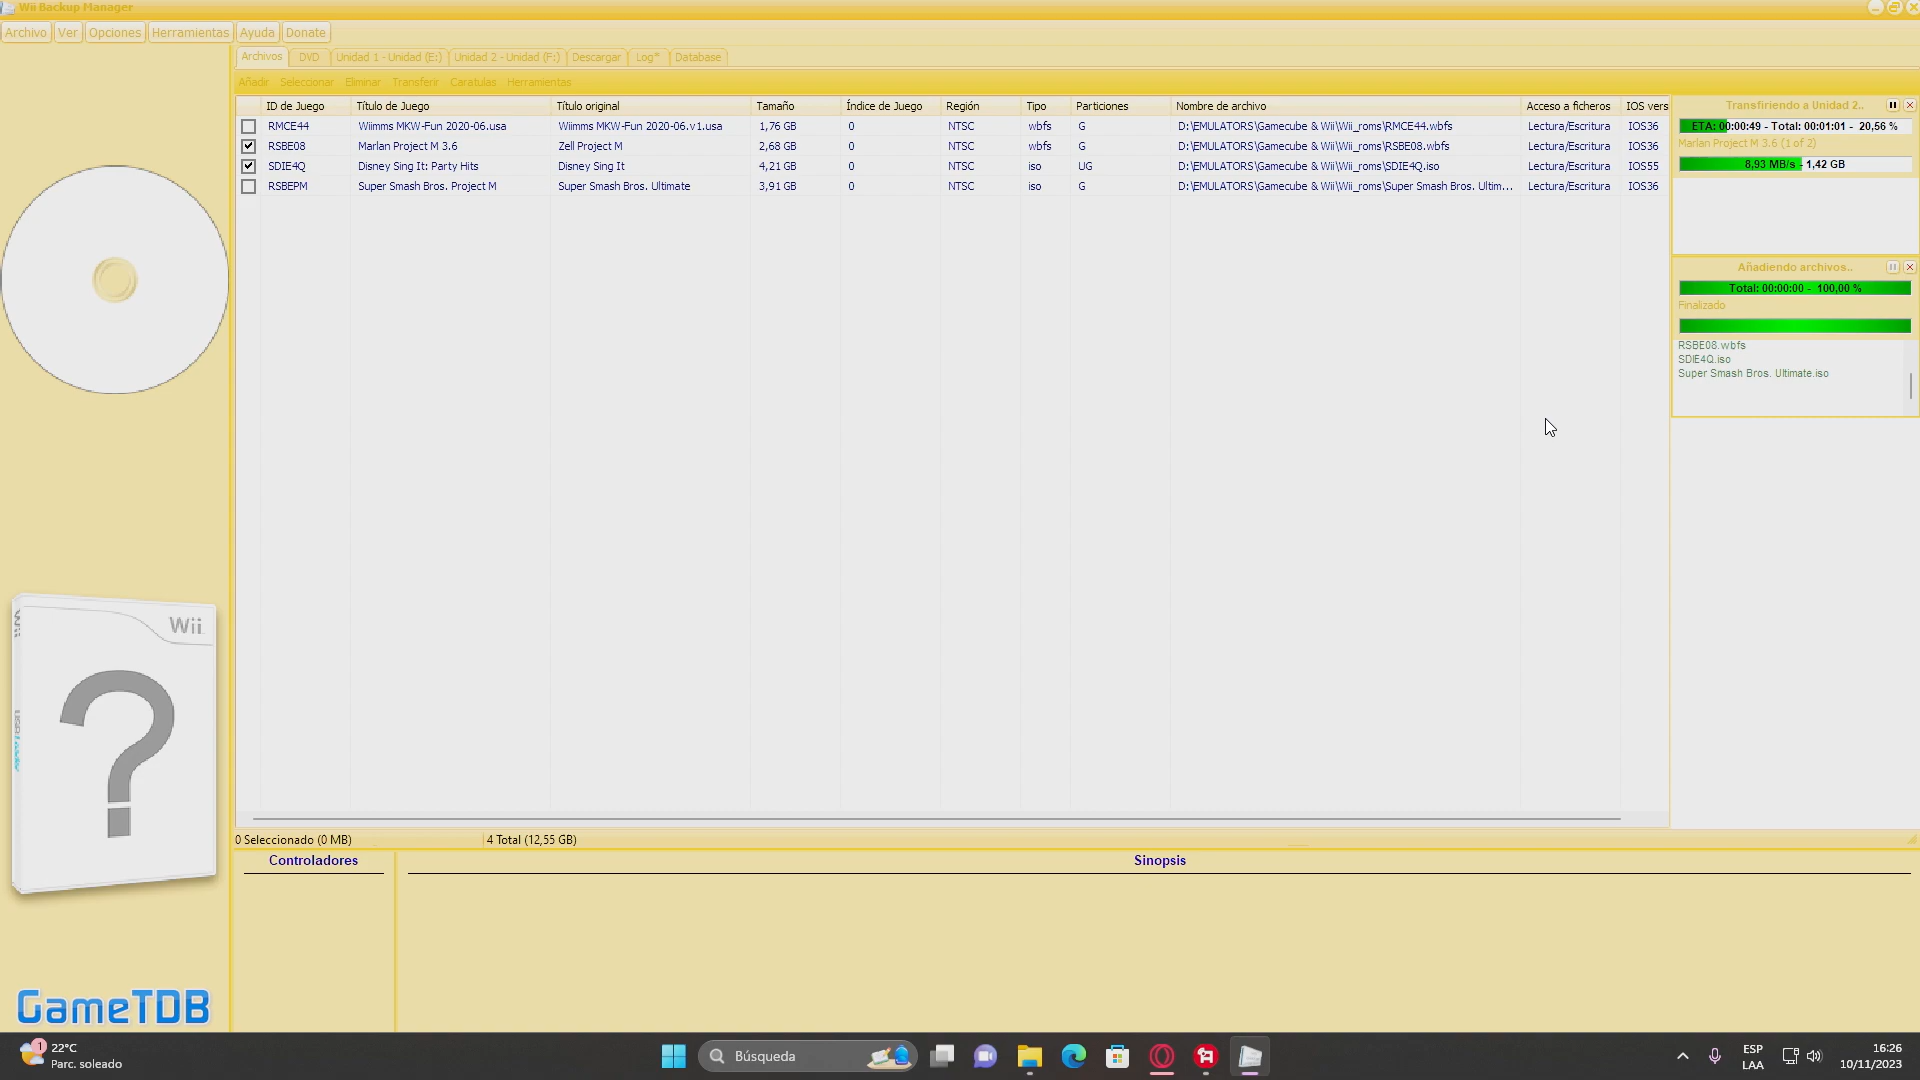 Wii Backup Manager
Archivo Ver Opciones Herramientas Ayuda Donate
Archivos DVD Unidad 1 - Unidad (E:) Unidad 2 - Unidad (F:) Descargar Log* Database
Añadir Seleccionar Eliminar Transferir Caratulas Herramientas
ID de Juego Título de Juego Título original Tamaño Índice de Juego Región Tipo Particiones Nombre de archivo Acceso a ficheros IOS vers
RMCE44 Wiimms MKW-Fun 2020-06.usa Wiimms MKW-Fun 2020-06.v1.usa 1,76 GB 0 NTSC wbfs G D:\EMULATORS\Gamecube & Wii\Wii_roms\RMCE44.wbfs Lectura/Escritura IOS36
RSBE08 Marlan Project M 3.6 Zell Project M 2,68 GB 0 NTSC wbfs G D:\EMULATORS\Gamecube & Wii\Wii_roms\RSBE08.wbfs Lectura/Escritura IOS36
SDIE4Q Disney Sing It: Party Hits Disney Sing It 4,21 GB 0 NTSC iso UG D:\EMULATORS\Gamecube & Wii\Wii_roms\SDIE4Q.iso Lectura/Escritura IOS55
RSBEPM Super Smash Bros. Project M Super Smash Bros. Ultimate 3,91 GB 0 NTSC iso G D:\EMULATORS\Gamecube & Wii\Wii_roms\Super Smash Bros. Ultim... Lectura/Escritura IOS36
Transfiriendo a Unidad 2..
ETA: 00:00:49 - Total: 00:01:01 - 20,56 %
Marlan Project M 3.6 (1 of 2)
8,93 MB/s - 1,42 GB
Añadiendo archivos..
Total: 00:00:00 - 100,00 %
Finalizado
RSBE08.wbfs
SDIE4Q.iso
Super Smash Bros. Ultimate.iso
Wii
Wii
USB Loader
0 Seleccionado (0 MB) 4 Total (12,55 GB)
Controladores Sinopsis
GameTDB
1
22°C
Parc. soleado
Búsqueda
ESP
LAA
16:26
10/11/2023